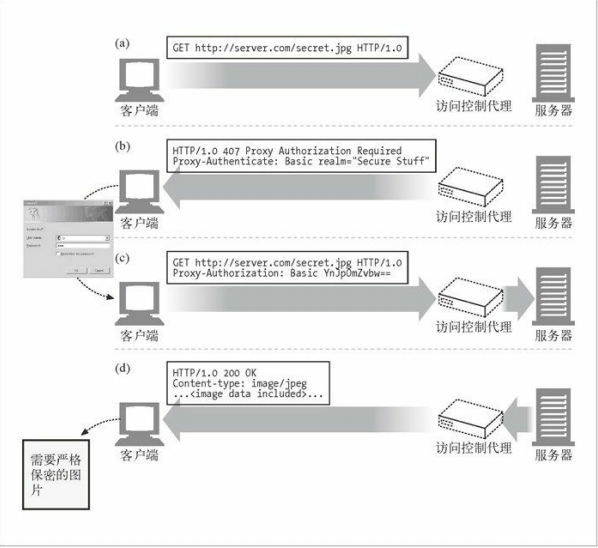 (a)
GET http://server.com/secret.jpg HTTP/1.0
客户端
访问控制代理
服务器
(b)
HTTP/1.0 407 Proxy Authorization Required
Proxy-Authenticate: Basic realm="Secure Stuff"
客户端
访问控制代理
(c)
GET http://server.com/secret.jpg HTTP/1.0
Proxy-Authorization: Basic YnJpOmZvbw==
客户端
访问控制代理
服务器
(d)
HTTP/1.0 200 OK
Content-type: image/jpeg
...<image data included>...
客户端
访问控制代理
服务器
需要严格
保密的图
片